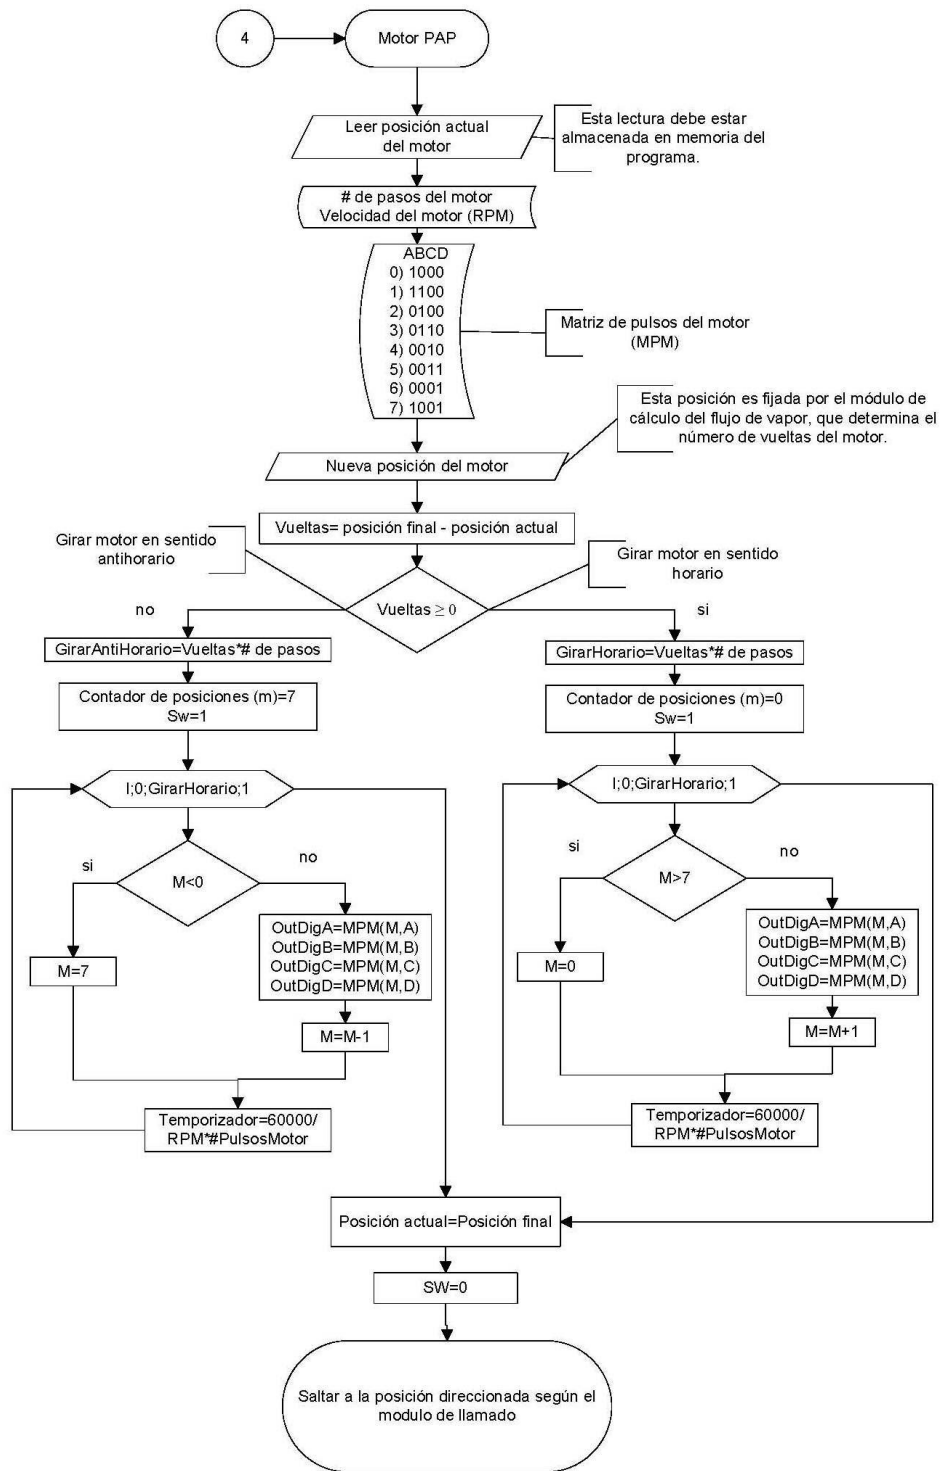 4
Motor PAP
Leer posición actual
del motor
Esta lectura debe estar
almacenada en memoria del
programa.
# de pasos del motor
Velocidad del motor (RPM)
ABCD
0) 1000
1) 1100
2) 0100
3) 0110
4) 0010
5) 0011
6) 0001
7) 1001
Matriz de pulsos del motor
(MPM)
Esta posición es fijada por el módulo de
cálculo del flujo de vapor, que determina el
número de vueltas del motor.
Nueva posición del motor
Vueltas= posición final - posición actual
Girar motor en sentido
antihorario
Girar motor en sentido
horario
Vueltas ≥ 0
no
si
GirarAntiHorario=Vueltas*# de pasos
Contador de posiciones (m)=7
Sw=1
I;0;GirarHorario;1
M<0
si
no
M=7
OutDigA=MPM(M,A)
OutDigB=MPM(M,B)
OutDigC=MPM(M,C)
OutDigD=MPM(M,D)
M=M-1
Temporizador=60000/
RPM*#PulsosMotor
GirarHorario=Vueltas*# de pasos
Contador de posiciones (m)=0
Sw=1
I;0;GirarHorario;1
M>7
si
no
M=0
OutDigA=MPM(M,A)
OutDigB=MPM(M,B)
OutDigC=MPM(M,C)
OutDigD=MPM(M,D)
M=M+1
Temporizador=60000/
RPM*#PulsosMotor
Posición actual=Posición final
SW=0
Saltar a la posición direccionada según el
modulo de llamado